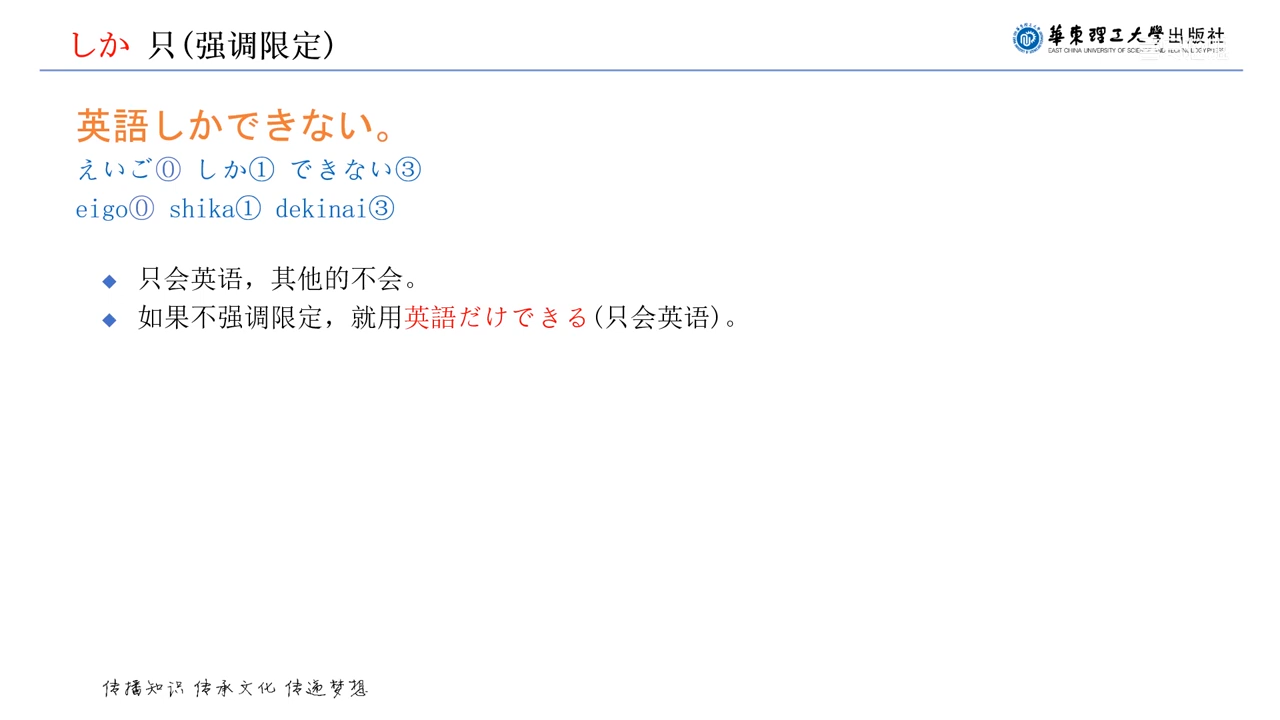 しか 只(强调限定)
華東理工大學出版社
EAST CHINA UNIVERSITY OF
英語しかできない。
えいご⓪ しか① できない③
eigo⓪ shika① dekinai③
◆ 只会英语，其他的不会。
◆ 如果不强调限定，就用英語だけできる(只会英语)。
传播知识 传承文化 传递梦想